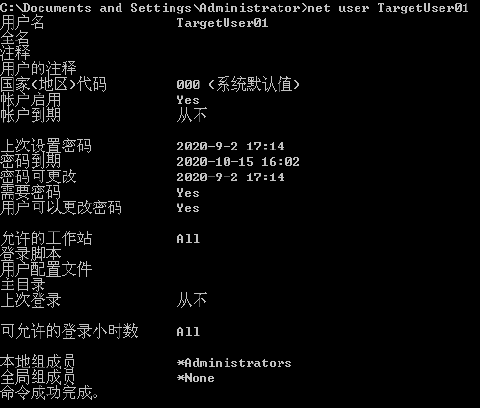 C:\Documents and Settings\Administrator>net user TargetUser01
用户名 TargetUser01
全名
注释
用户的注释
国家(地区)代码 000 (系统默认值)
帐户启用 Yes
帐户到期 从不
上次设置密码 2020-9-2 17:14
密码到期 2020-10-15 16:02
密码可更改 2020-9-2 17:14
需要密码 Yes
用户可以更改密码 Yes
允许的工作站 All
登录脚本
用户配置文件
主目录
上次登录 从不
可允许的登录小时数 All
本地组成员 *Administrators
全局组成员 *None
命令成功完成。